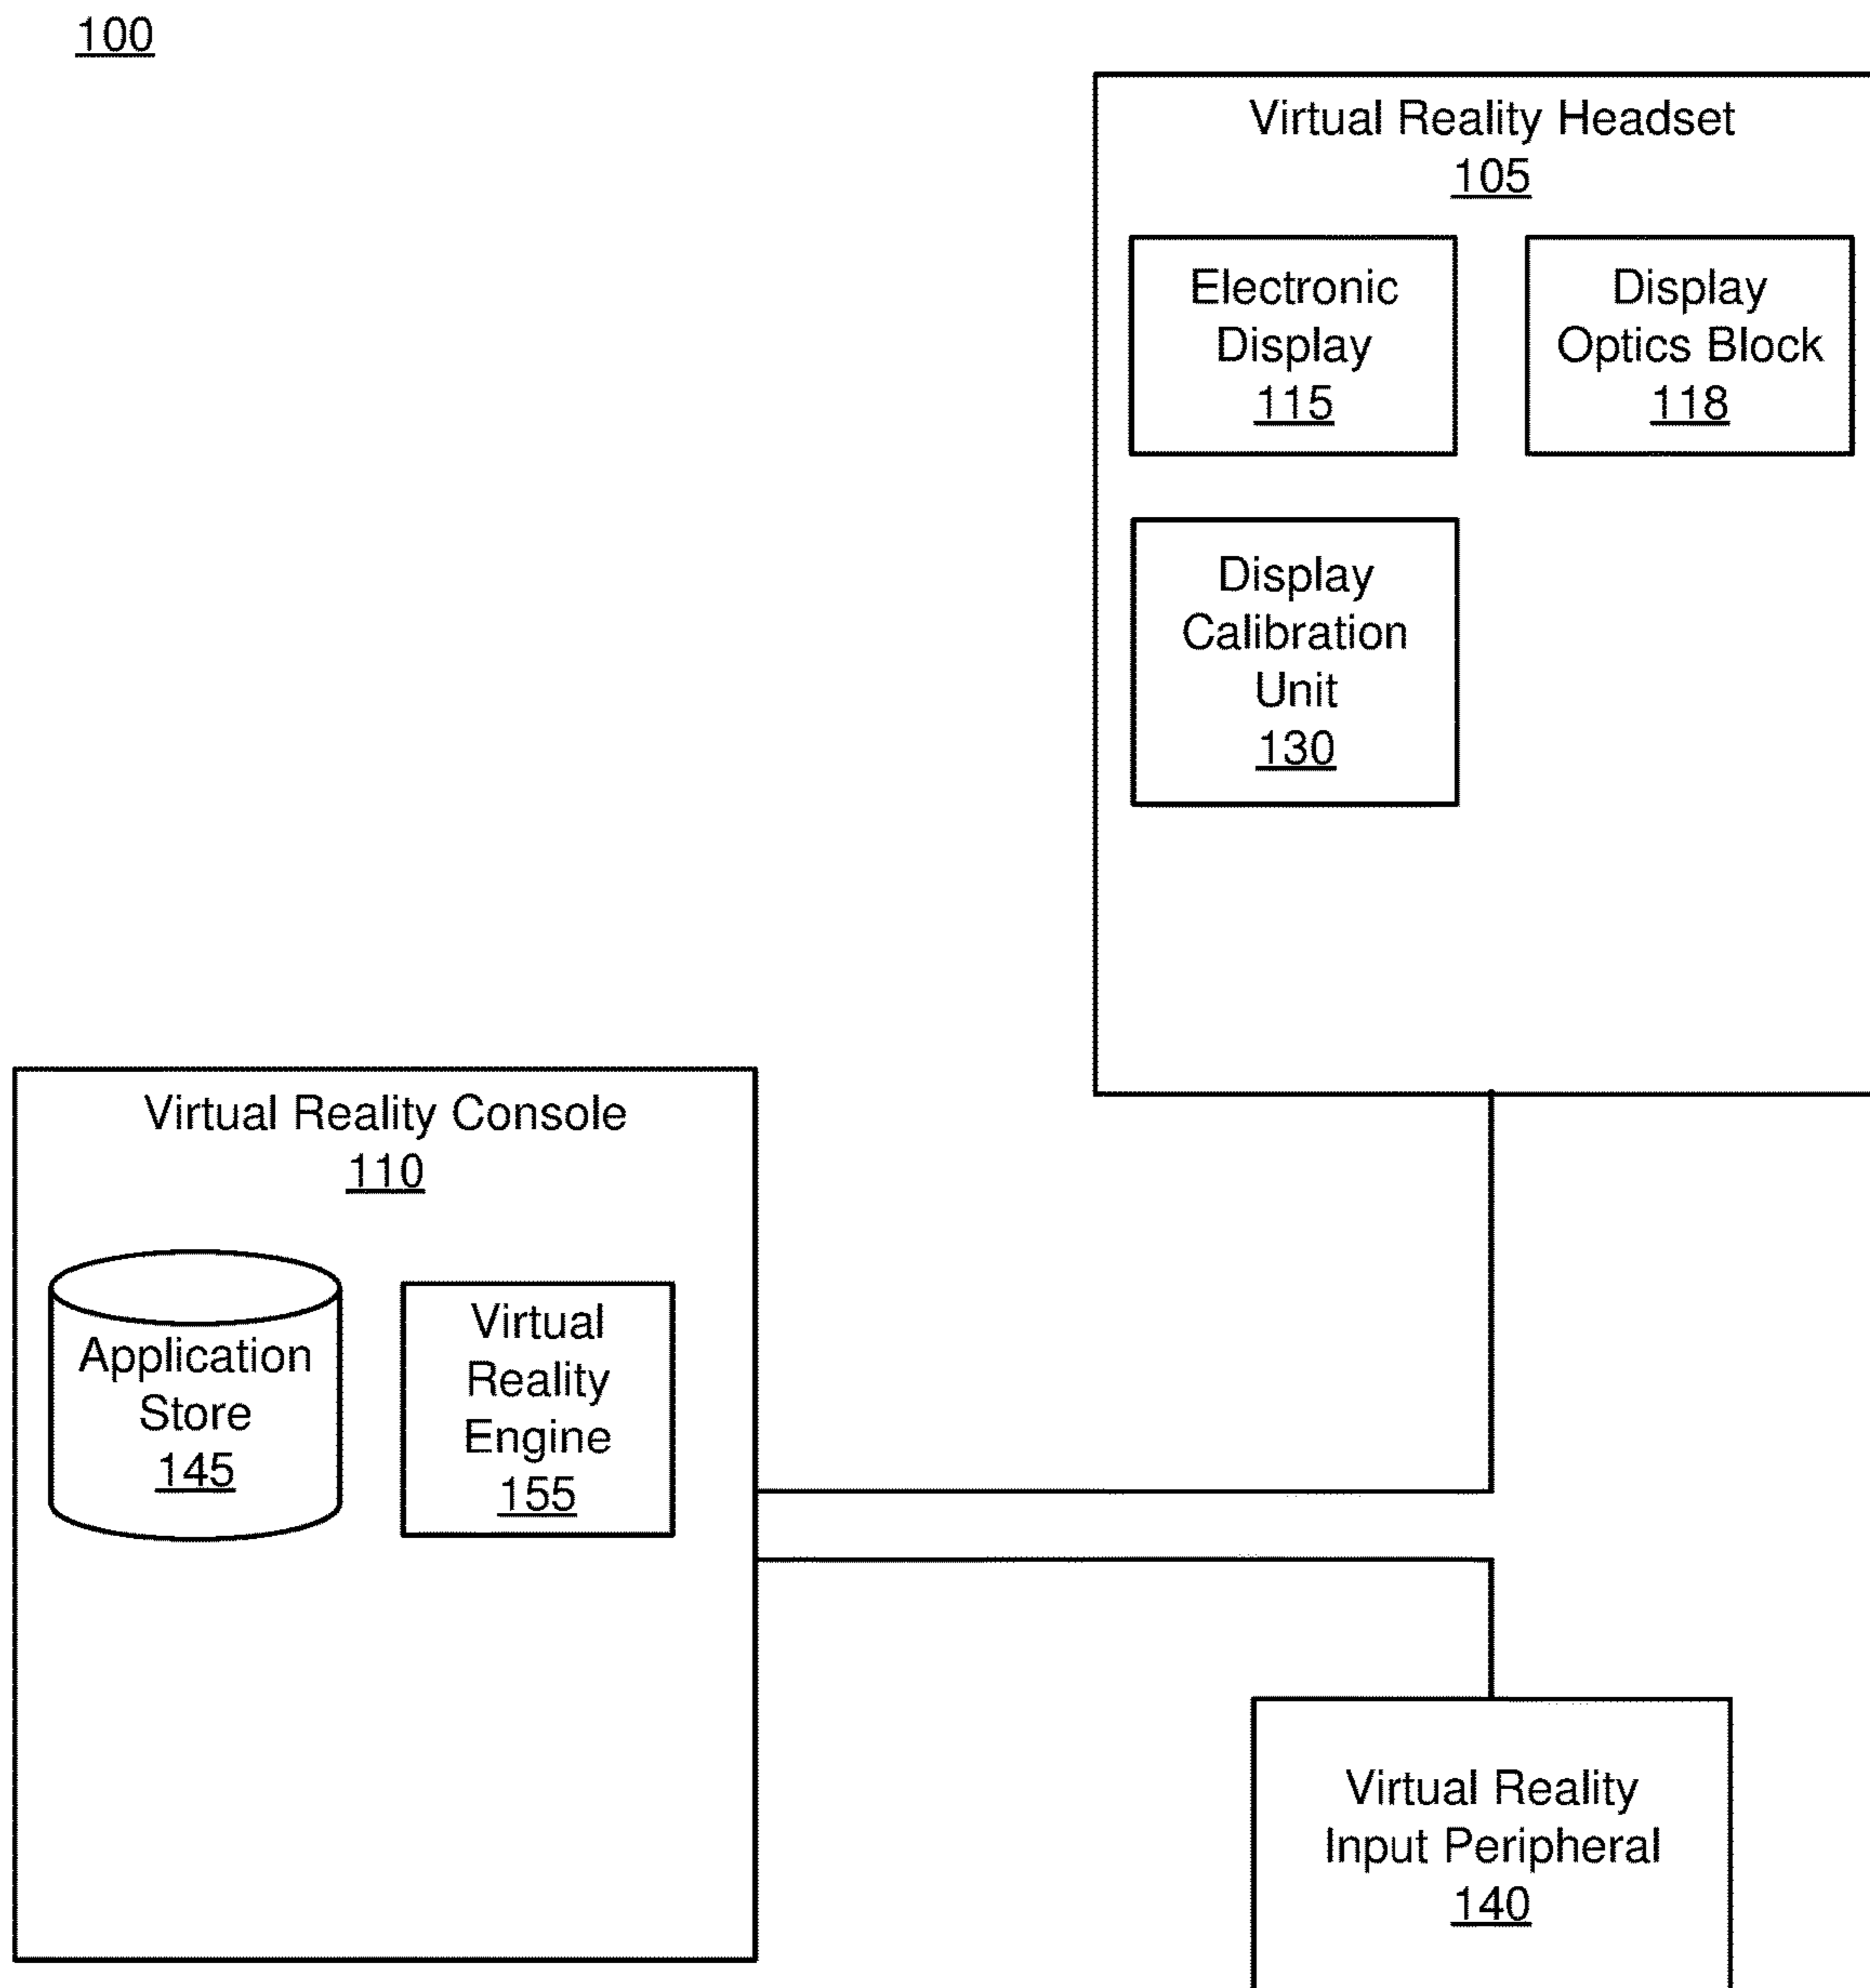 100
Virtual Reality Headset
105
Electronic
Display
115
Display
Optics Block
118
Display
Calibration
Unit
130
Virtual Reality Console
110
Application
Store
145
Virtual
Reality
Engine
155
Virtual Reality
Input Peripheral
140